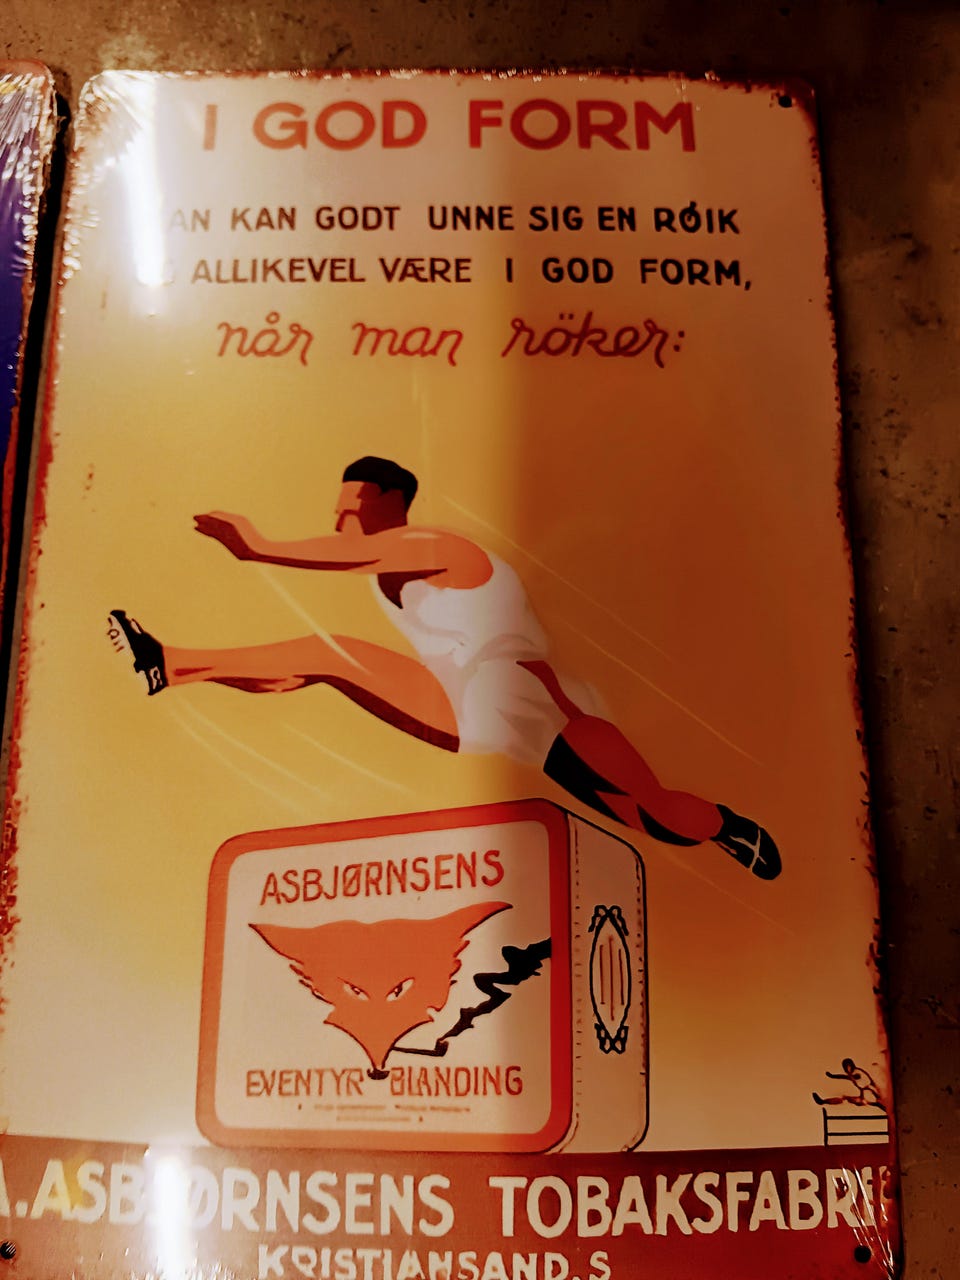 I GOD FORM
AN KAN GODT UNNE SIG EN RØIK
ALLIKEVEL VÆRE I GOD FORM,
når man röker:
ASBJØRNSENS
EVENTYR BLANDING
A. ASBJØRNSENS TOBAKSFABRI
KRISTIANSAND.S